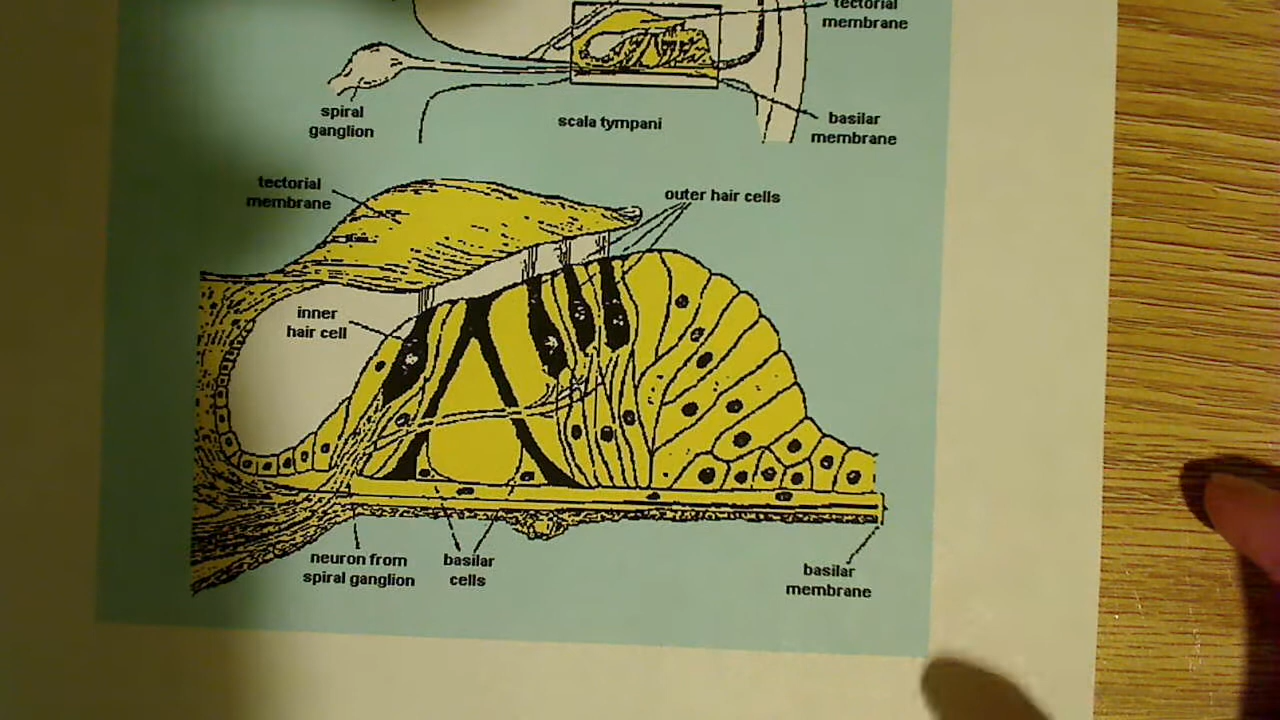 tectorial
membrane
spiral
ganglion
scala tympani
basilar
membrane
tectorial
membrane
outer hair cells
inner
hair cell
neuron from
spiral ganglion
basilar
cells
basilar
membrane